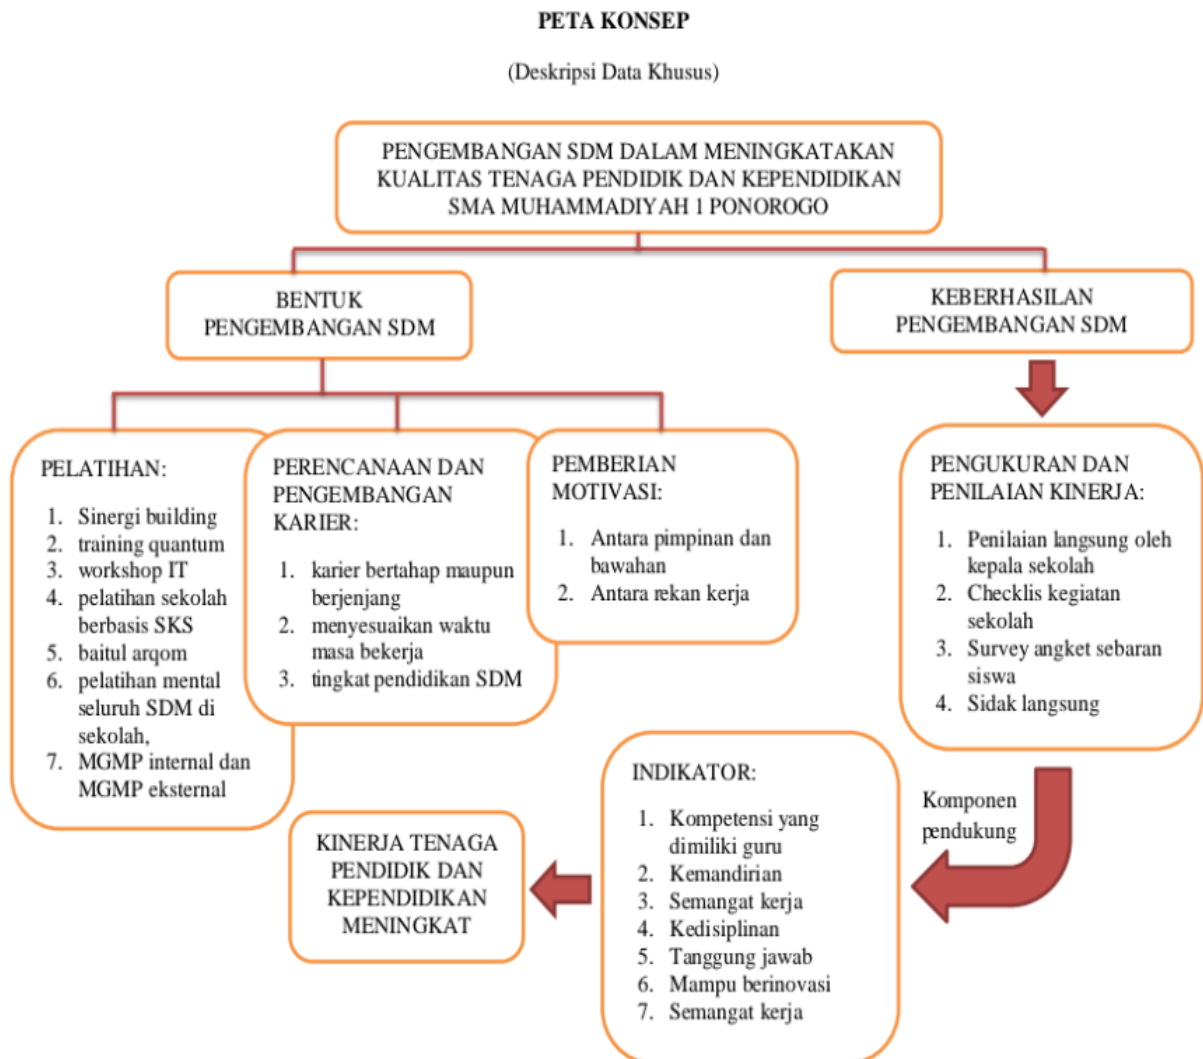 PETA KONSEP
(Deskripsi Data Khusus)
PENGEMBANGAN SDM DALAM MENINGKATAKAN
KUALITAS TENAGA PENDIDIK DAN KEPENDIDIKAN
SMA MUHAMMADIYAH 1 PONOROGO
BENTUK
PENGEMBANGAN SDM
KEBERHASILAN
PENGEMBANGAN SDM
PELATIHAN:
1. Sinergi building
2. training quantum
3. workshop IT
4. pelatihan sekolah
berbasis SKS
5. baitul arqom
6. pelatihan mental
seluruh SDM di
sekolah,
7. MGMP internal dan
MGMP eksternal
PERENCANAAN DAN
PENGEMBANGAN
KARIER:
1. karier bertahap maupun
berjenjang
2. menyesuaikan waktu
masa bekerja
3. tingkat pendidikan SDM
PEMBERIAN
MOTIVASI:
1. Antara pimpinan dan
bawahan
2. Antara rekan kerja
PENGUKURAN DAN
PENILAIAN KINERJA:
1. Penilaian langsung oleh
kepala sekolah
2. Checklis kegiatan
sekolah
3. Survey angket sebaran
siswa
4. Sidak langsung
Komponen
pendukung
INDIKATOR:
1. Kompetensi yang
dimiliki guru
2. Kemandirian
3. Semangat kerja
4. Kedisiplinan
5. Tanggung jawab
6. Mampu berinovasi
7. Semangat kerja
KINERJA TENAGA
PENDIDIK DAN
KEPENDIDIKAN
MENINGKAT